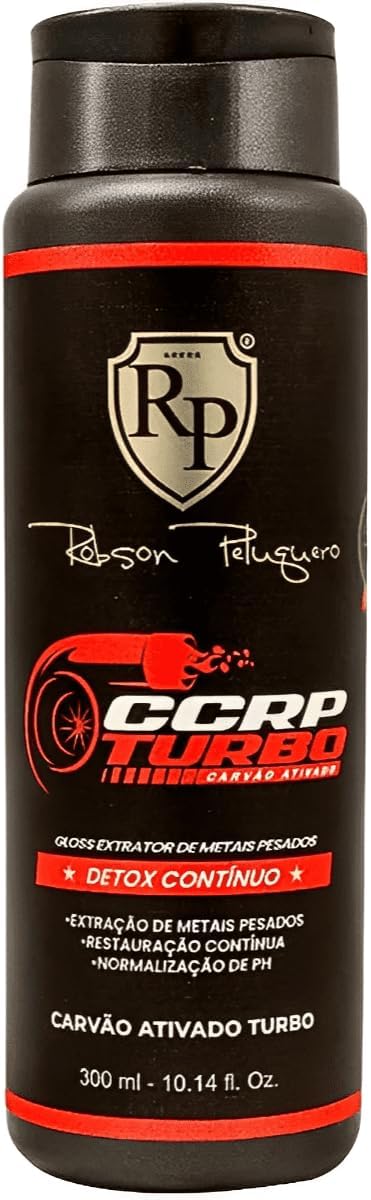 RP
®
Robson Peluquero
CCRP
TURBO
CARVÃO ATIVADO
GLOSS EXTRATOR DE METAIS PESADOS
★ DETOX CONTÍNUO ★
•EXTRAÇÃO DE METAIS PESADOS
•RESTAURAÇÃO CONTÍNUA
•NORMALIZAÇÃO DE PH
CARVÃO ATIVADO TURBO
300 ml - 10.14 fl. Oz.